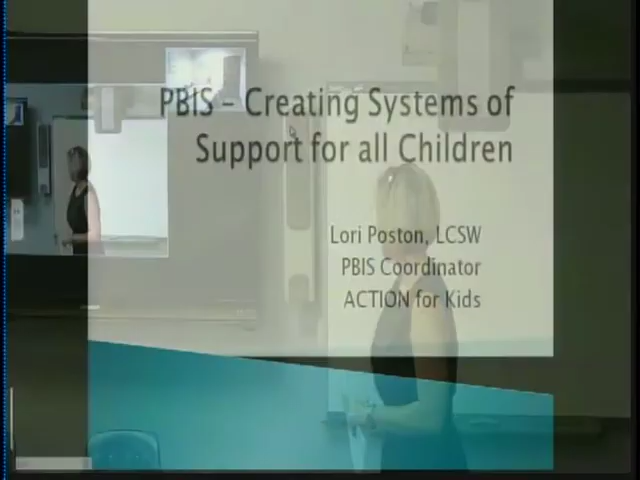 PBIS – Creating Systems of
Support for all Children
Lori Poston, LCSW
PBIS Coordinator
ACTION for Kids